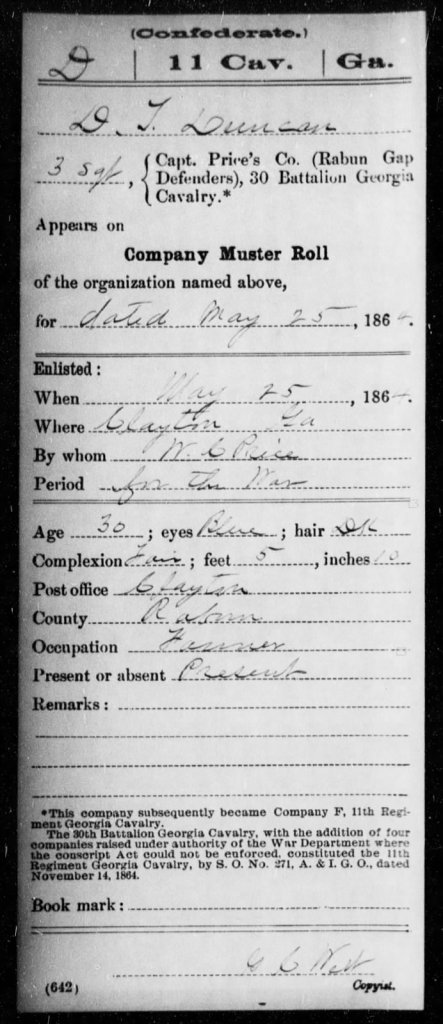 (Confederate.)
D | 11 Cav. | Ga.
D. T. Duncan
3 Sgt, { Capt. Price's Co. (Rabun Gap
Defenders), 30 Battalion Georgia
Cavalry.*
Appears on
Company Muster Roll
of the organization named above,
for dated May 25, 1864.
Enlisted:
When May 25, 1864.
Where Clayton Ga
By whom W. C Price
Period for the War
Age 30; eyes Blue; hair DK
Complexion Fair; feet 5, inches 10
Post office Clayton
County Rabun
Occupation Farmer
Present or absent Present
Remarks:
*This company subsequently became Company F, 11th Regi-
ment Georgia Cavalry.
The 30th Battalion Georgia Cavalry, with the addition of four
companies raised under authority of the War Department where
the conscript Act could not be enforced, constituted the 11th
Regiment Georgia Cavalry, by S. O. No. 271, A. & I. G. O., dated
November 14, 1864.
Book mark:
G C West
(642) Copyist.